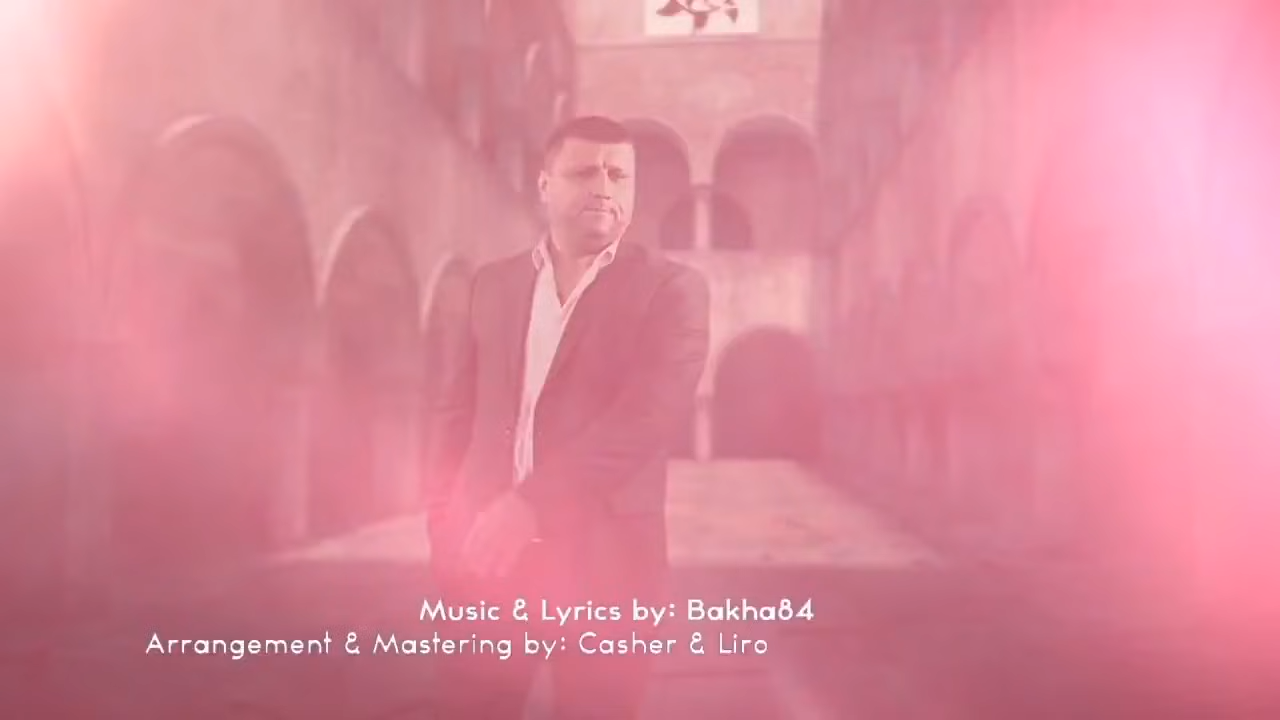 Music & Lyrics by: Bakha84
Arrangement & Mastering by: Casher & Liro